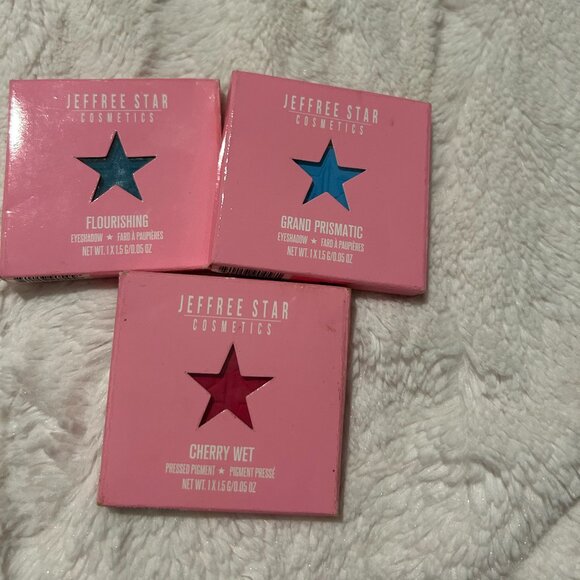 JEFFREE STAR
COSMETICS
FLOURISHING
EYESHADOW ★ FARD À PAUPIÈRES
NET WT. 1 X 1.5 G/0.05 OZ
JEFFREE STAR
COSMETICS
GRAND PRISMATIC
EYESHADOW ★ FARD À PAUPIÈRES
NET WT. 1 X 1.5 G/0.05 OZ
JEFFREE STAR
COSMETICS
CHERRY WET
PRESSED PIGMENT ★ PIGMENT PRESSÉ
NET WT. 1 X 1.5 G/0.05 OZ